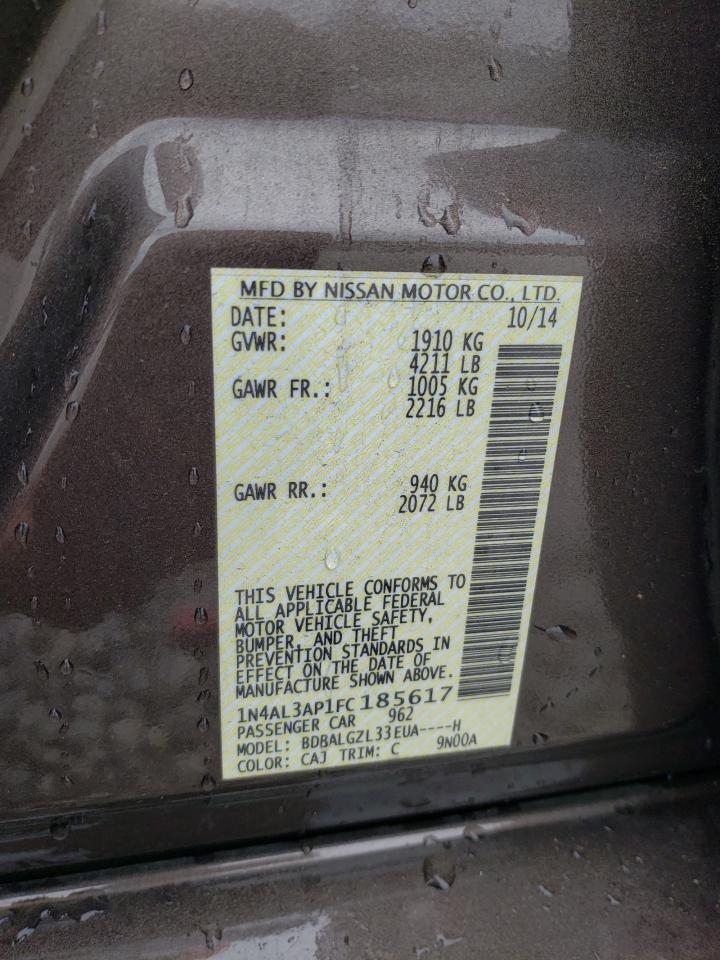 MFD BY NISSAN MOTOR CO., LTD.
DATE: 10/14
GVWR: 1910 KG
4211 LB
GAWR FR.: 1005 KG
2216 LB
GAWR RR.: 940 KG
2072 LB
THIS VEHICLE CONFORMS TO
ALL APPLICABLE FEDERAL
MOTOR VEHICLE SAFETY,
BUMPER, AND THEFT
PREVENTION STANDARDS IN
EFFECT ON THE DATE OF
MANUFACTURE SHOWN ABOVE.
1N4AL3AP1FC185617
PASSENGER CAR 962
MODEL: BDBALGZL33EUA----H
COLOR: CAJ TRIM: C 9N00A